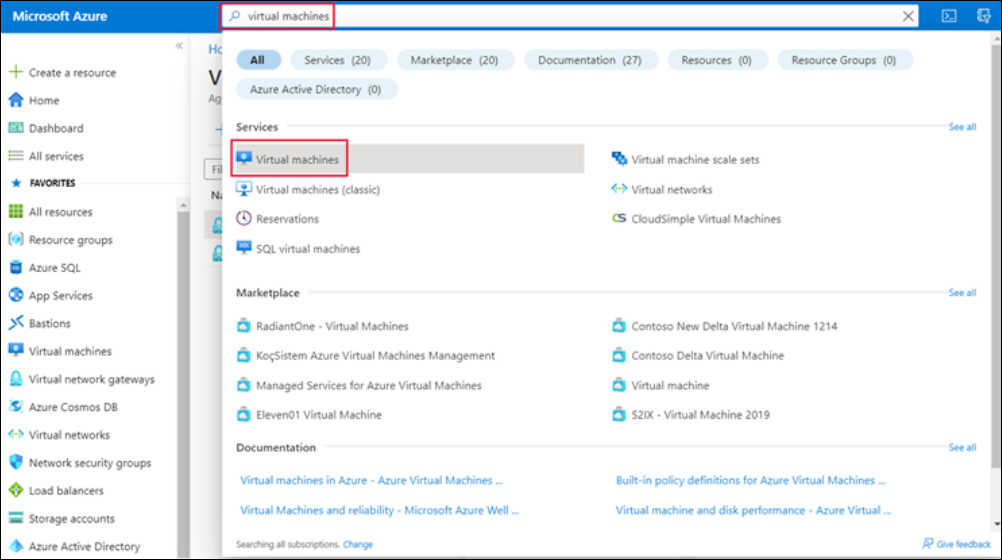 Microsoft Azure
virtual machines
Create a resource
Home
Dashboard
All services
FAVORITES
All resources
Resource groups
Azure SQL
App Services
Bastions
Virtual machines
Virtual network gateways
Azure Cosmos DB
Virtual networks
Network security groups
Load balancers
Storage accounts
Azure Active Directory
All
Services (20)
Marketplace (20)
Documentation (27)
Resources (0)
Resource Groups (0)
Azure Active Directory (0)
Services
See all
Virtual machines
Virtual machine scale sets
Virtual machines (classic)
Virtual networks
Reservations
CloudSimple Virtual Machines
SQL virtual machines
Marketplace
See all
RadiantOne - Virtual Machines
Contoso New Delta Virtual Machine 1214
KoçSistem Azure Virtual Machines Management
Contoso Delta Virtual Machine
Managed Services for Azure Virtual Machines
Virtual machine
Eleven01 Virtual Machine
S2IX - Virtual Machine 2019
Documentation
See all
Virtual machines in Azure - Azure Virtual Machines ...
Built-in policy definitions for Azure Virtual Machines ...
Virtual Machines and reliability - Microsoft Azure Well ...
Virtual machine and disk performance - Azure Virtual ...
Searching all subscriptions. Change
Give feedback